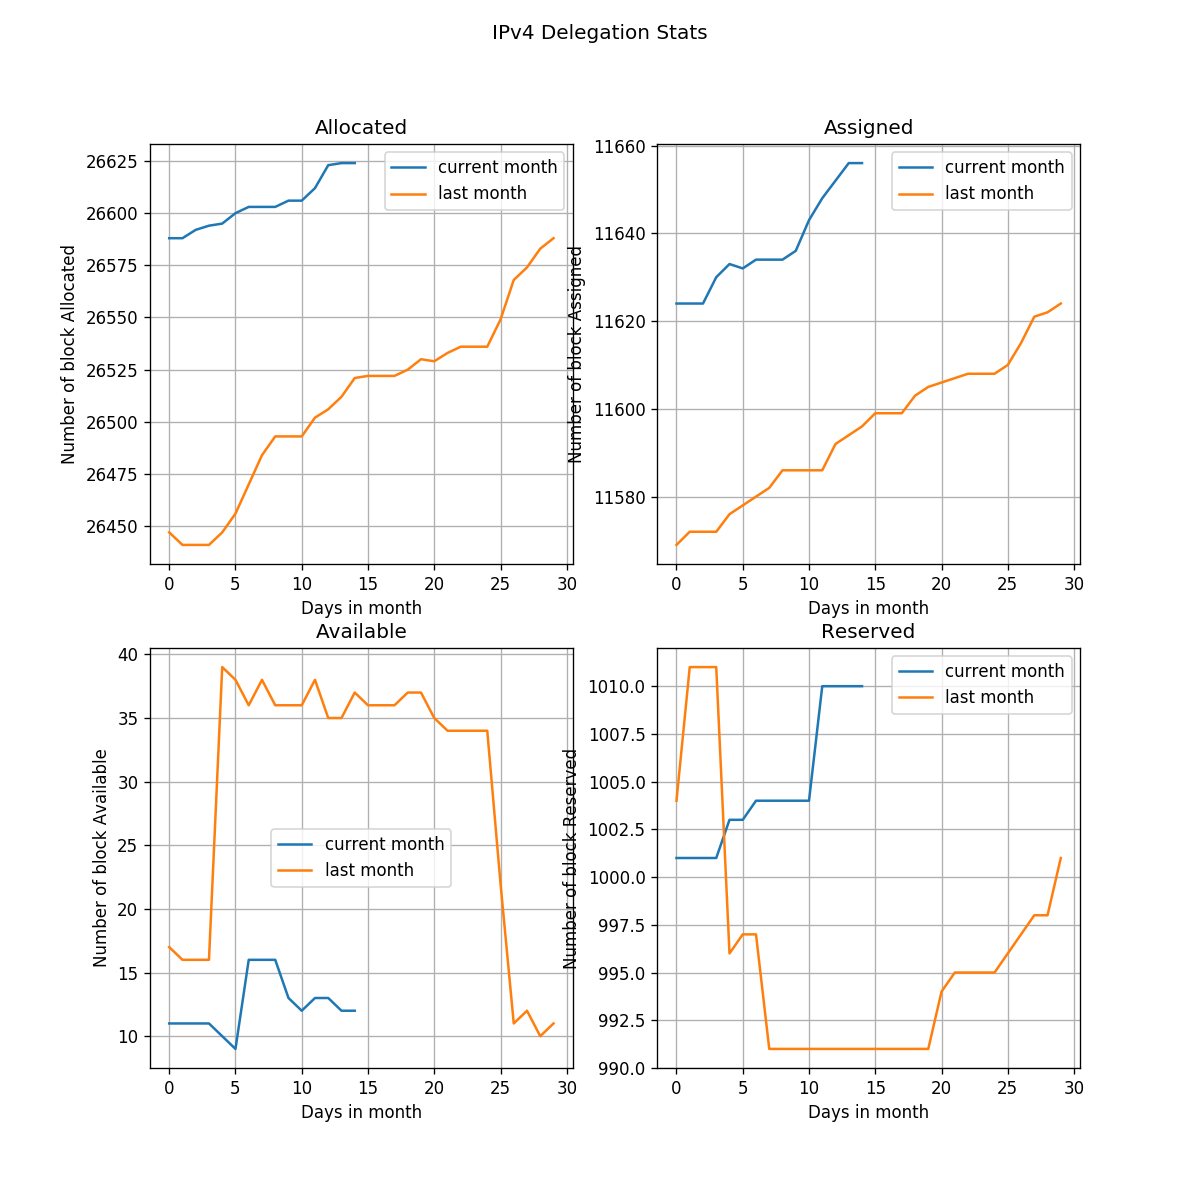 IPv4 Delegation Stats
Allocated
Number of block Allocated
26625
26600
26575
26550
26525
26500
26475
26450
current month
last month
0 5 10 15 20 25 30
Days in month
Assigned
Number of block Assigned
11660
11640
11620
11600
11580
current month
last month
0 5 10 15 20 25 30
Days in month
Available
Number of block Available
40
35
30
25
20
15
10
current month
last month
0 5 10 15 20 25 30
Days in month
Reserved
Number of block Reserved
1010.0
1007.5
1005.0
1002.5
1000.0
997.5
995.0
992.5
990.0
current month
last month
0 5 10 15 20 25 30
Days in month